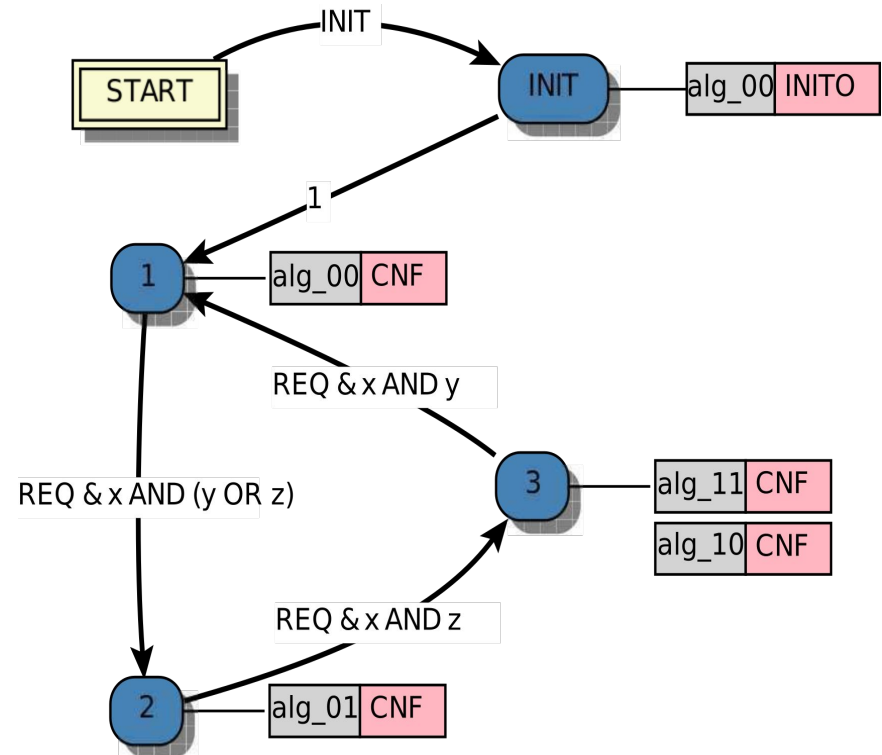 INIT
START
INIT
alg_00 INITO
1
1
alg_00 CNF
REQ & x AND y
REQ & x AND (y OR z)
3
alg_11 CNF
alg_10 CNF
REQ & x AND z
2
alg_01 CNF